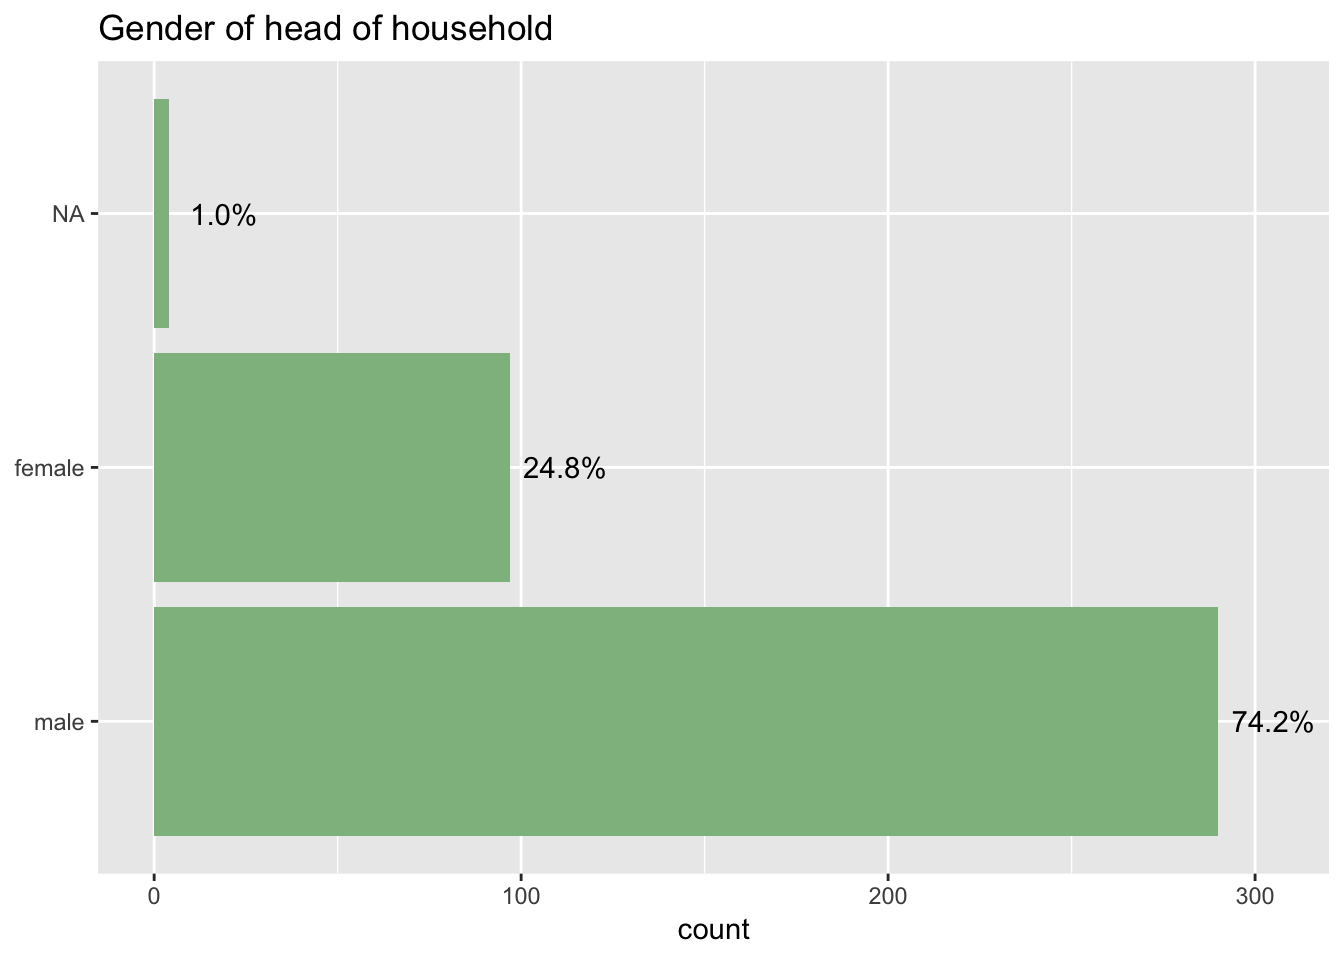 Gender of head of household
NA
1.0%
female
24.8%
male
74.2%
0 100 200 300
count